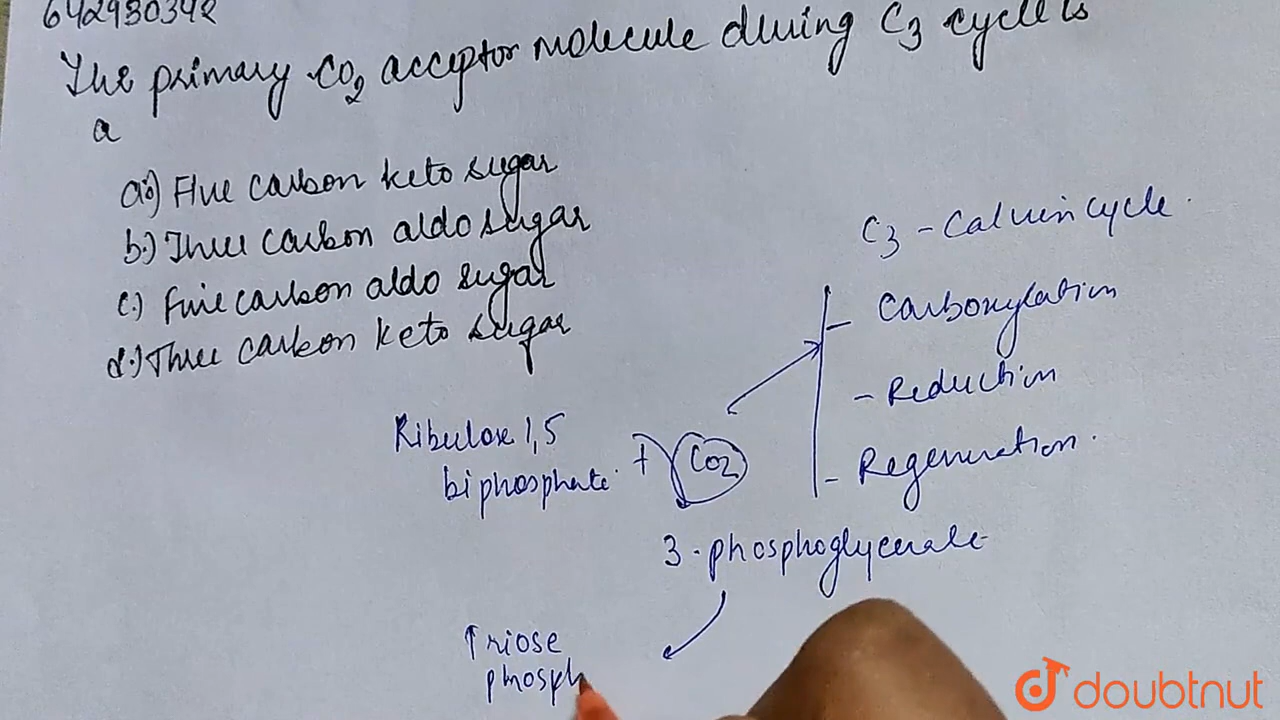 642930342
The primary CO2 acceptor molecule during C3 cycle is
a
a.) Five carbon keto sugar
b.) Three carbon aldo sugar
c.) Five carbon aldo sugar
d.) Three carbon keto sugar
C3 - Calvin cycle.
- Carboxylation
- Reduction
- Regeneration.
Ribulose 1,5
biphosphate + CO2
3-phosphoglycerate
Triose
phosph
doubtnut